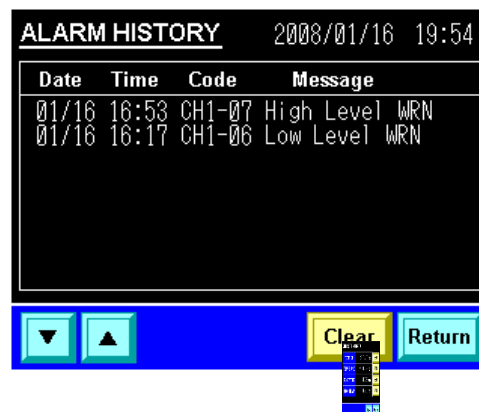 ALARM HISTORY 2008/01/16 19:54
Date Time Code Message
01/16 16:53 CH1-07 High Level WRN
01/16 16:17 CH1-06 Low Level WRN
▼ ▲ Clear Return